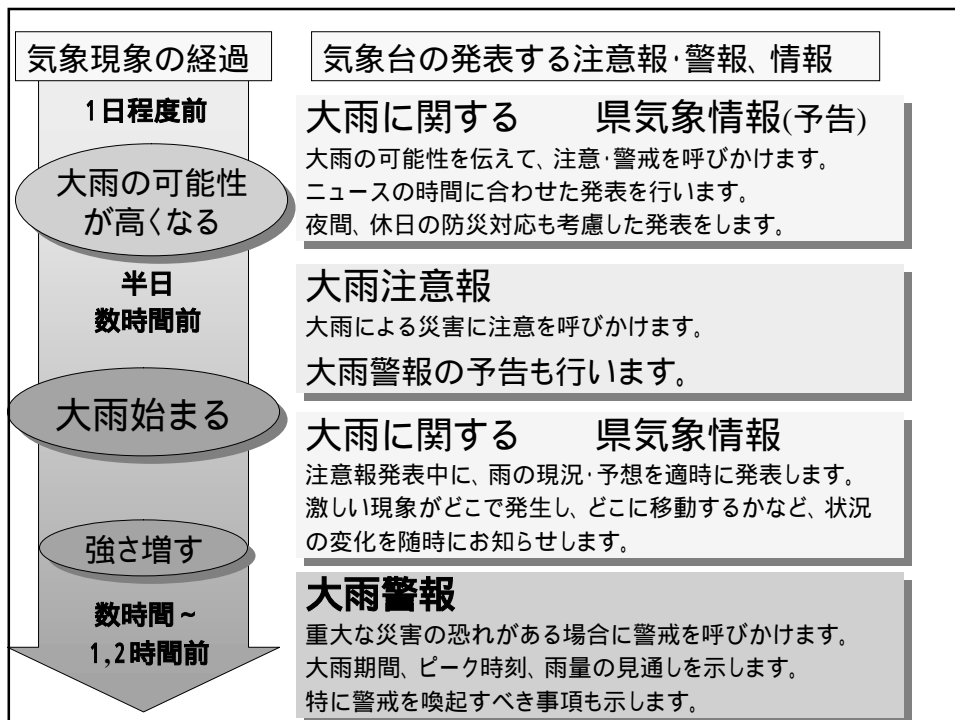 気象現象の経過
気象台の発表する注意報・警報、情報
1日程度前
大雨の可能性
が高くなる
半日
数時間前
大雨始まる
強さ増す
数時間~
1,2時間前
大雨に関する　　県気象情報(予告)
大雨の可能性を伝えて、注意・警戒を呼びかけます。
ニュースの時間に合わせた発表を行います。
夜間、休日の防災対応も考慮した発表をします。
大雨注意報
大雨による災害に注意を呼びかけます。
大雨警報の予告も行います。
大雨に関する　　県気象情報
注意報発表中に、雨の現況・予想を適時に発表します。
激しい現象がどこで発生し、どこに移動するかなど、状況
の変化を随時にお知らせします。
大雨警報
重大な災害の恐れがある場合に警戒を呼びかけます。
大雨期間、ピーク時刻、雨量の見通しを示します。
特に警戒を喚起すべき事項も示します。